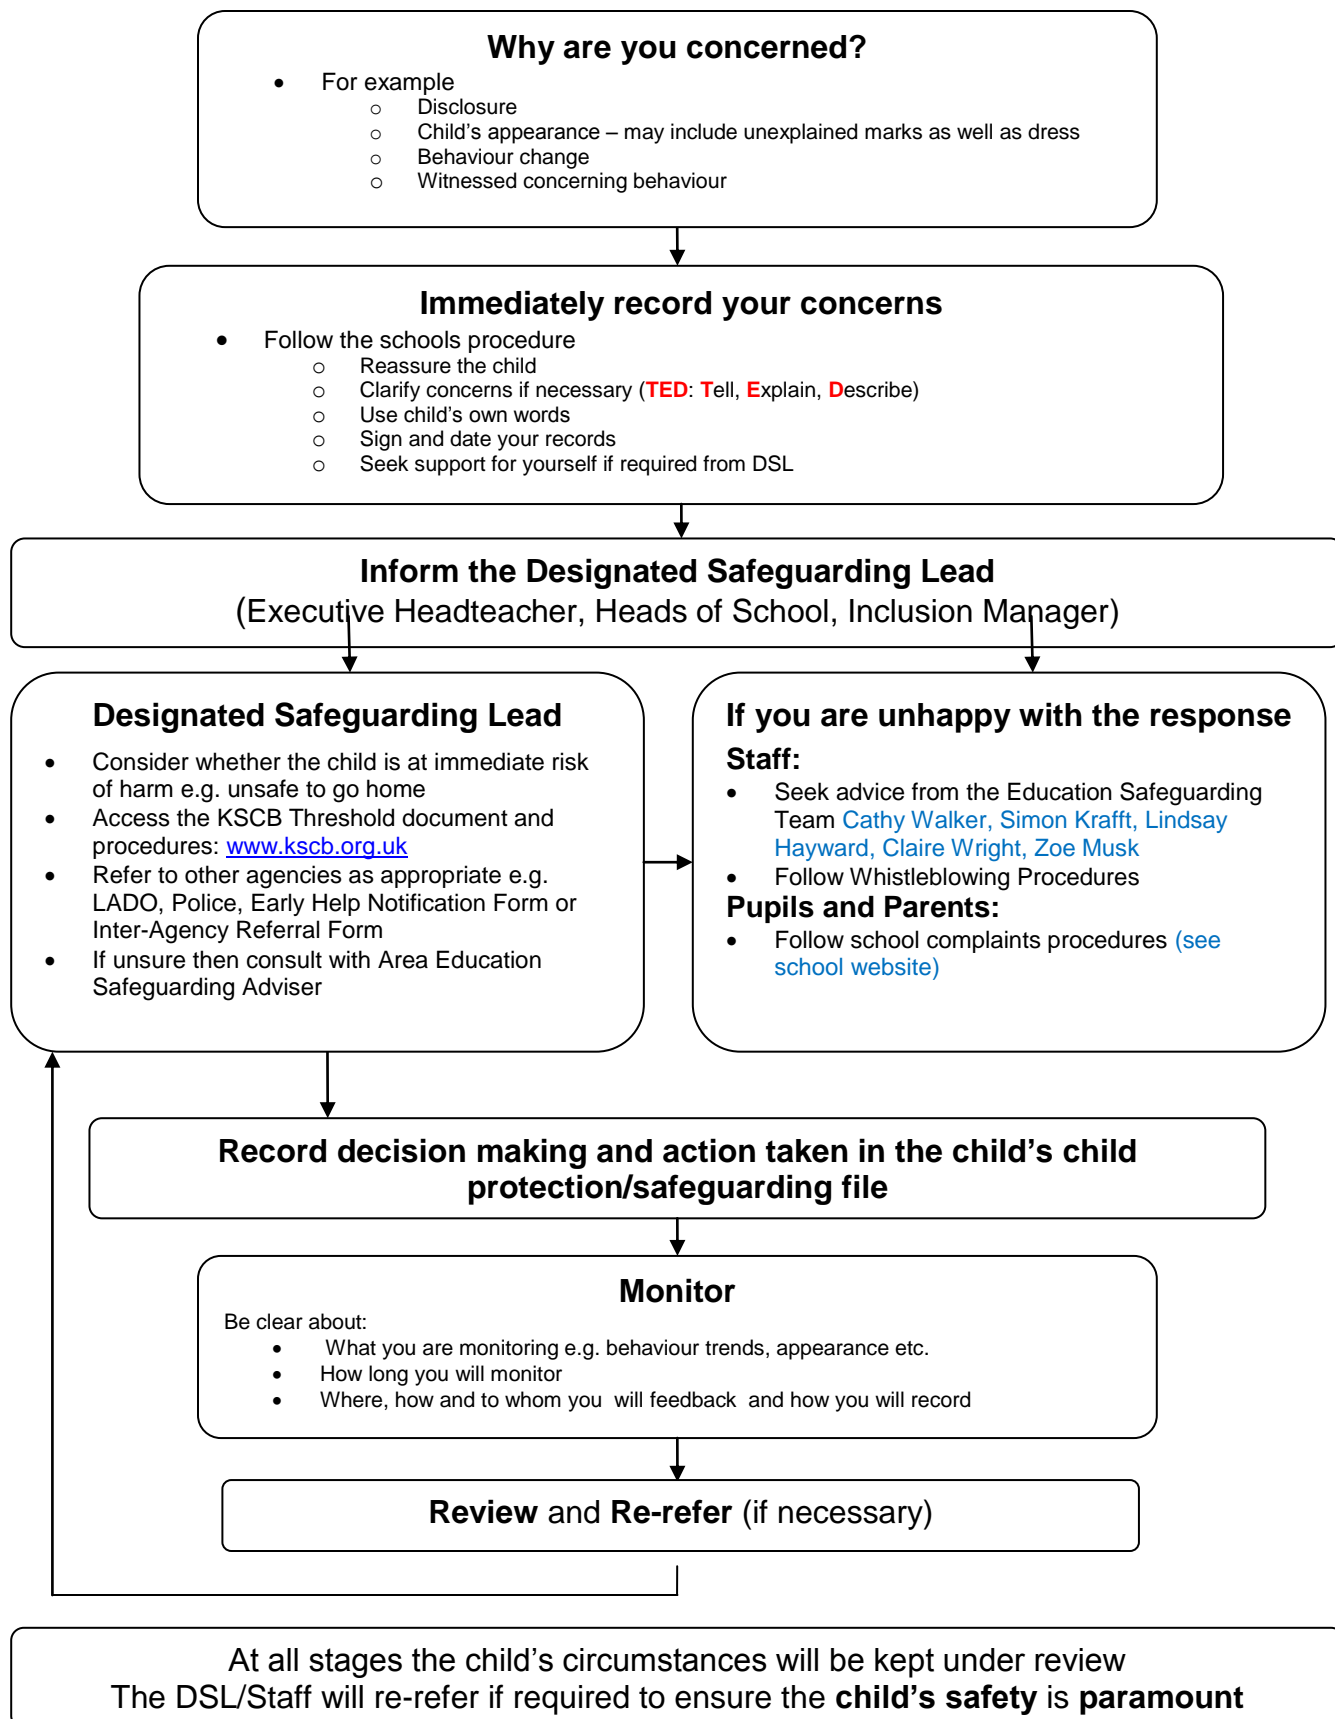 Why are you concerned?
• For example
o Disclosure
o Child’s appearance – may include unexplained marks as well as dress
o Behaviour change
o Witnessed concerning behaviour
Immediately record your concerns
• Follow the schools procedure
o Reassure the child
o Clarify concerns if necessary (TED: Tell, Explain, Describe)
o Use child’s own words
o Sign and date your records
o Seek support for yourself if required from DSL
Inform the Designated Safeguarding Lead
(Executive Headteacher, Heads of School, Inclusion Manager)
Designated Safeguarding Lead
• Consider whether the child is at immediate risk
of harm e.g. unsafe to go home
• Access the KSCB Threshold document and
procedures: www.kscb.org.uk
• Refer to other agencies as appropriate e.g.
LADO, Police, Early Help Notification Form or
Inter-Agency Referral Form
• If unsure then consult with Area Education
Safeguarding Adviser
If you are unhappy with the response
Staff:
• Seek advice from the Education Safeguarding
Team Cathy Walker, Simon Krafft, Lindsay
Hayward, Claire Wright, Zoe Musk
• Follow Whistleblowing Procedures
Pupils and Parents:
• Follow school complaints procedures (see
school website)
Record decision making and action taken in the child’s child
protection/safeguarding file
Monitor
Be clear about:
• What you are monitoring e.g. behaviour trends, appearance etc.
• How long you will monitor
• Where, how and to whom you will feedback and how you will record
Review and Re-refer (if necessary)
At all stages the child’s circumstances will be kept under review
The DSL/Staff will re-refer if required to ensure the child’s safety is paramount